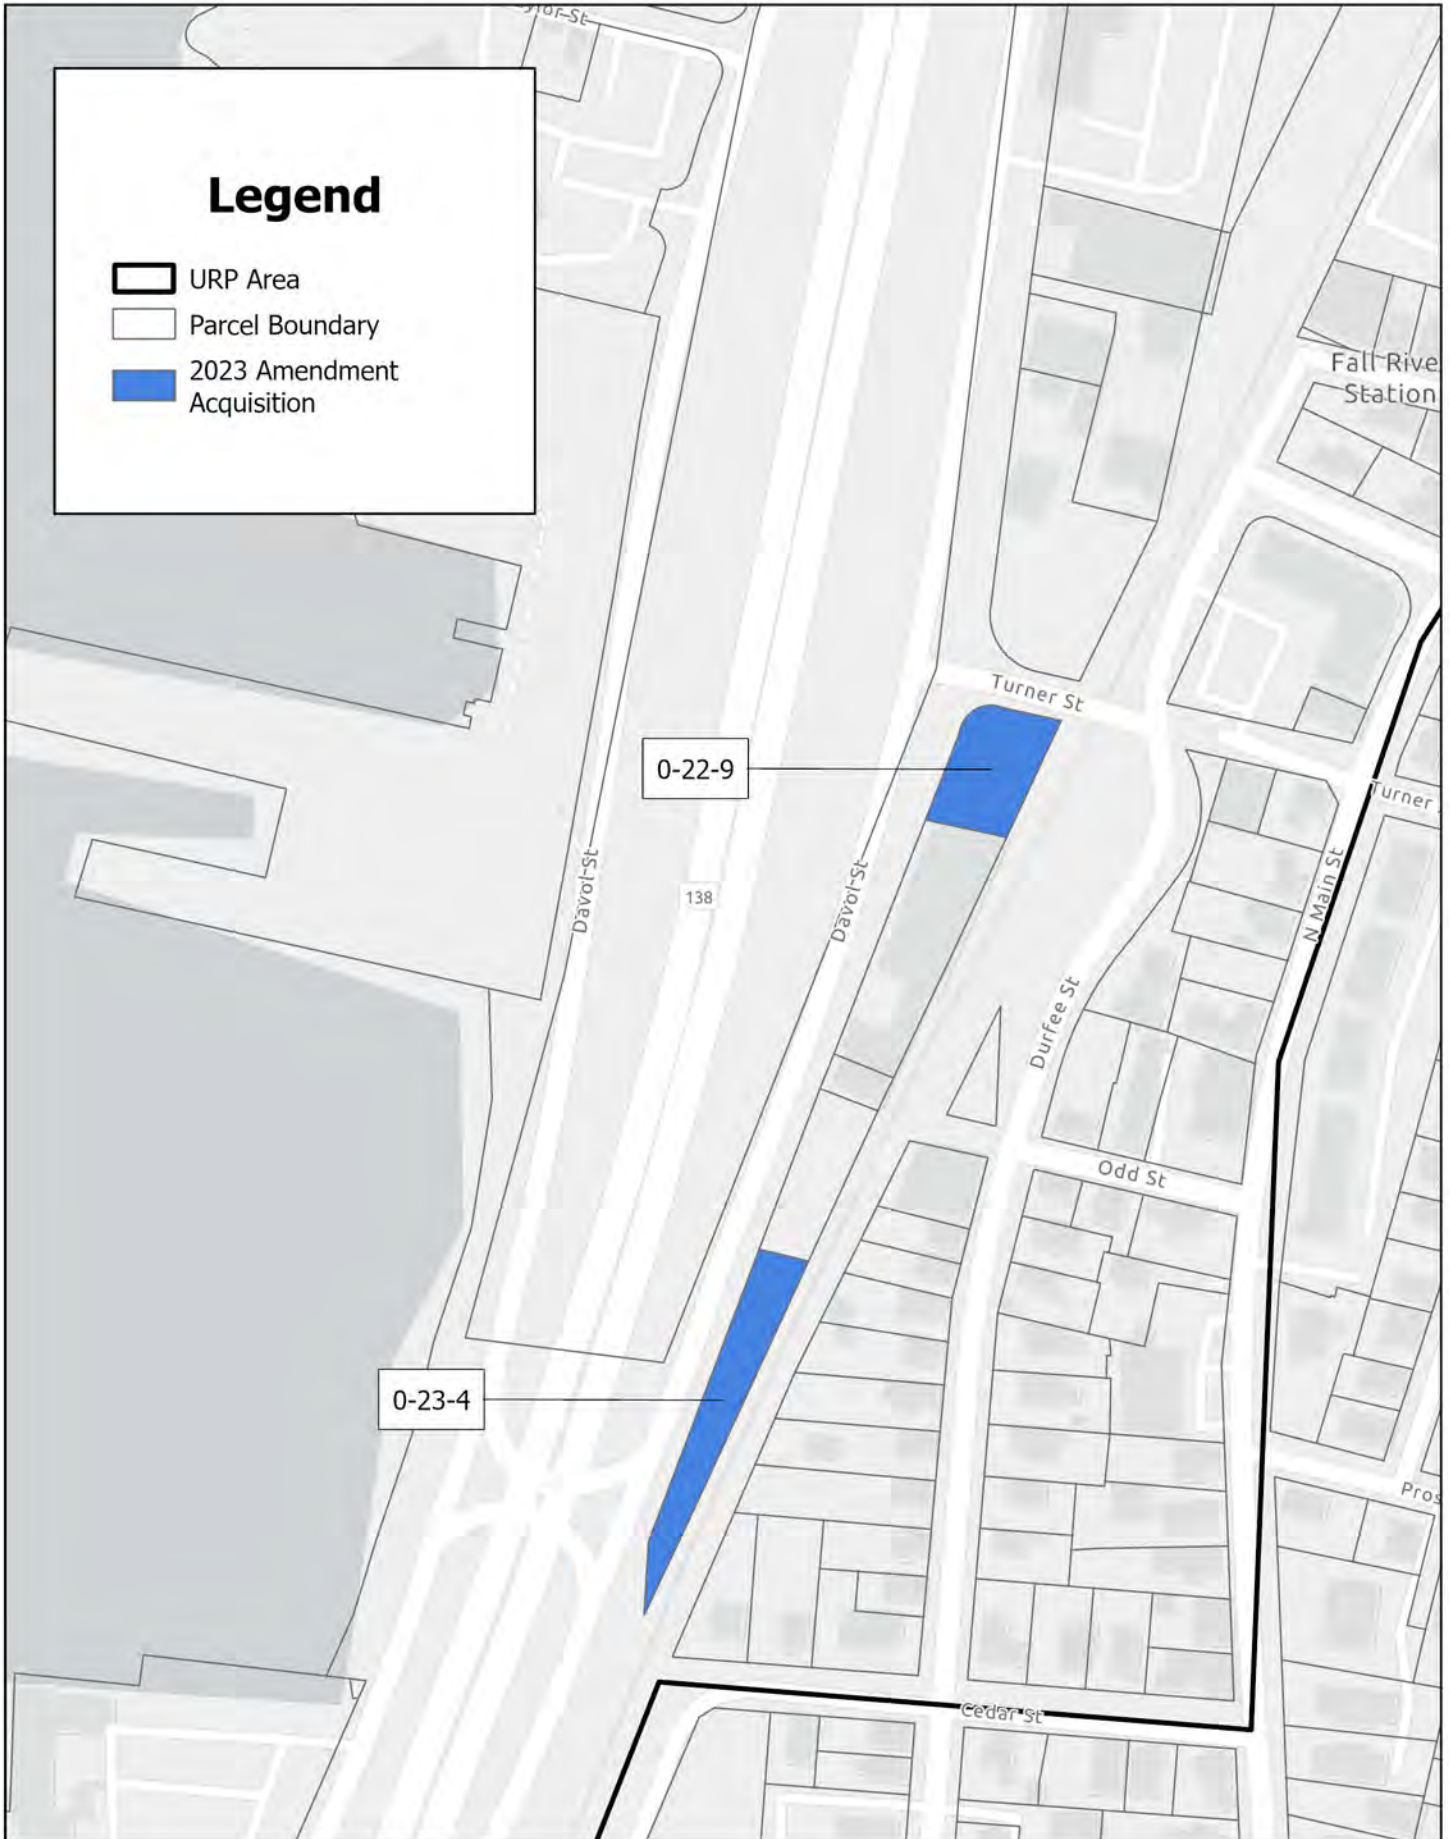 Legend
URP Area
Parcel Boundary
2023 Amendment
Acquisition
Fall Rive
Station
Turner St
0-22-9
Turner
Davol St
138
Davol St
N Main St
Durfee St
Odd St
0-23-4
Pros
Cedar St